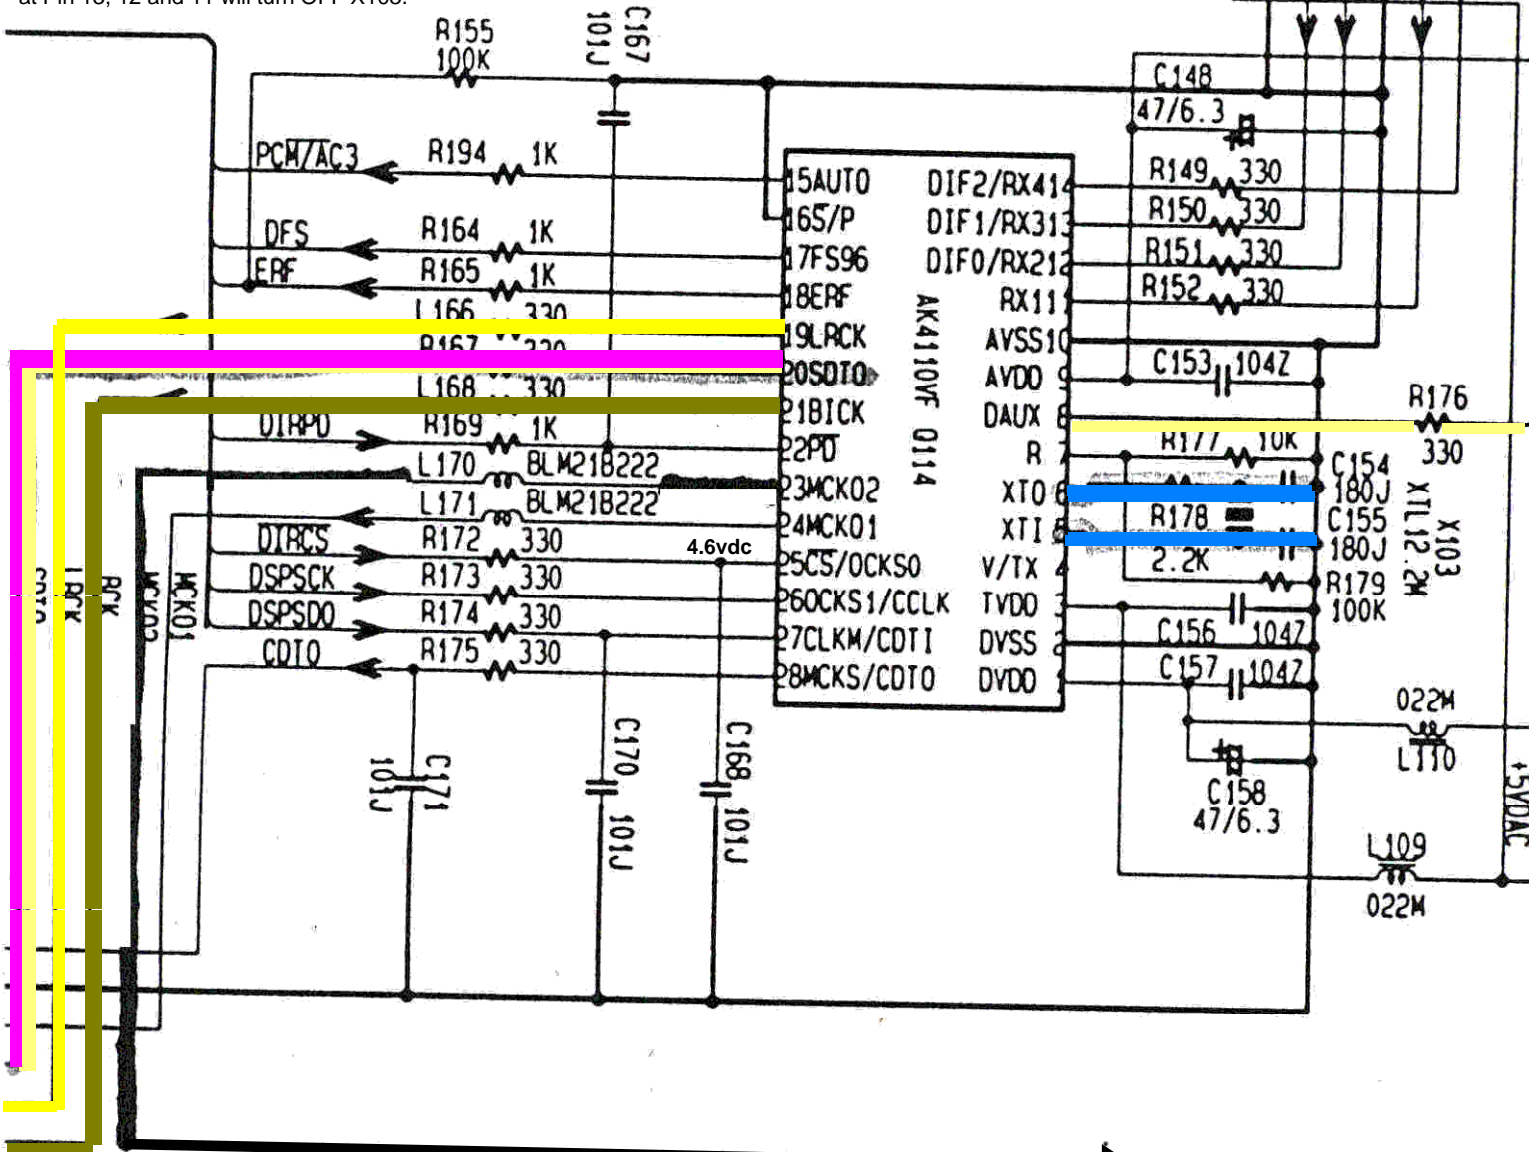 R155
100K
C167
101J
C148
47/6.3
PCM/AC3
R194 1K
15AUTO DIF2/RX4 14
R149 330
16S/P DIF1/RX3 13
R150 330
DFS
R164 1K
17FS96 DIF0/RX2 12
R151 330
ERF
R165 1K
18ERF RX1 11
R152 330
L166 330
19LRCK AVSS 10
R167 330
20SDTO AVDD 9
C153 104Z
L168 330
21BICK DAUX 8
R176
330
DIRPD
R169 1K
22PD R 7
R177 10K
L170 BLM21B222
23MCKO2 XTO 6
C154
180J
L171 BLM21B222
24MCKO1 XTI 5
R178
2.2K
C155
180J
XTL12.2M
X103
AK4110VF Q114
DIRCS
R172 330
4.6vdc
25CS/OCKS0 V/TX 4
R179
100K
DSPSCK
R173 330
26OCKS1/CCLK TVDD 3
DSPSDO
R174 330
27CLKM/CDTI DVSS 2
C156 104Z
CDTO
R175 330
28MCKS/CDTO DVDD 1
C157 104Z
LRCK
BCK
MCKO2
MCKO1
022M
L110
C158
47/6.3
+5VDAC
C171
101J
C170
101J
C168
101J
L109
022M